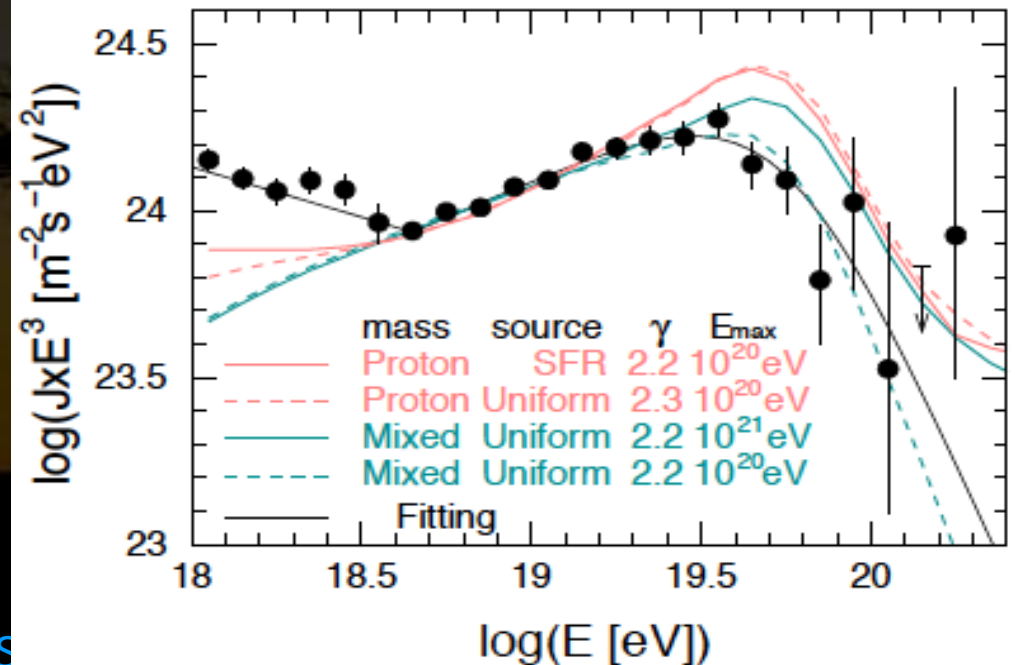 24.5
24
23.5
23
log(JxE³ [m⁻²s⁻¹eV²])
mass source γ Emax
Proton SFR 2.2 10²⁰eV
Proton Uniform 2.3 10²⁰eV
Mixed Uniform 2.2 10²¹eV
Mixed Uniform 2.2 10²⁰eV
Fitting
18 18.5 19 19.5 20
log(E [eV])
s